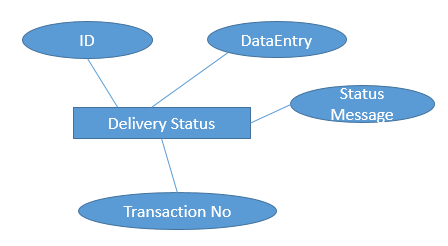 ID
DataEntry
Status
Message
Delivery Status
Transaction No